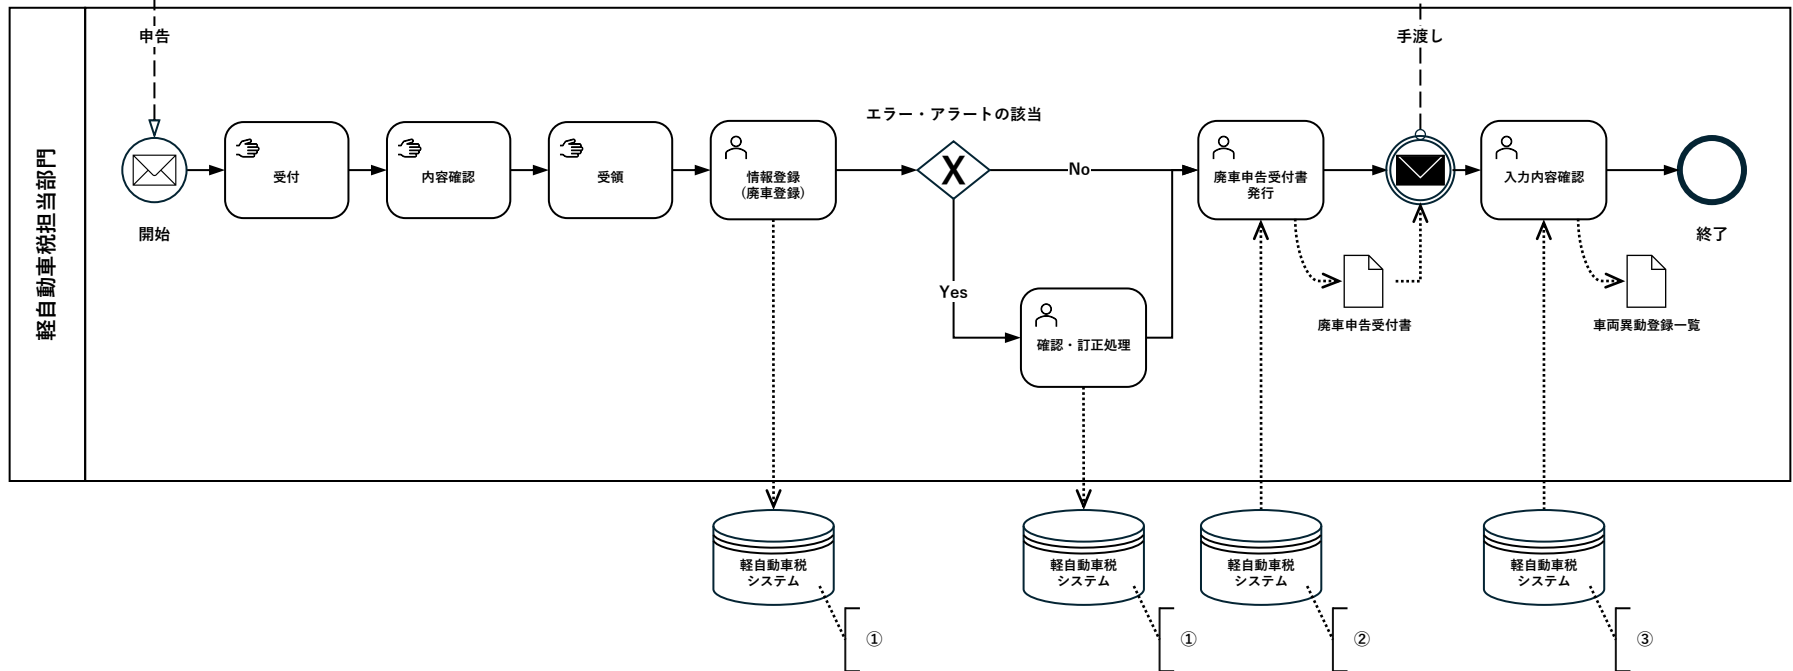 申告
手渡し
軽自動車税担当部門
エラー・アラートの該当
受付
内容確認
受領
情報登録
(廃車登録)
X
No
廃車申告受付書
発行
入力内容確認
開始
終了
Yes
確認・訂正処理
廃車申告受付書
車両異動登録一覧
軽自動車税
システム
①
軽自動車税
システム
①
軽自動車税
システム
②
軽自動車税
システム
③